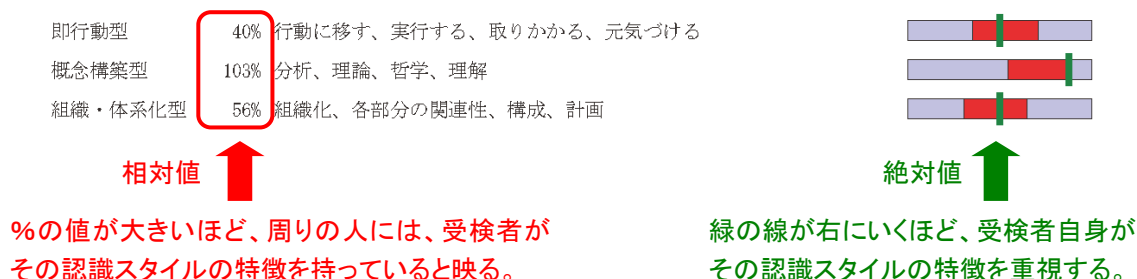 即行動型 40% 行動に移す、実行する、取りかかる、元気づける
概念構築型 103% 分析、理論、哲学、理解
組織・体系化型 56% 組織化、各部分の関連性、構成、計画
相対値
絶対値
%の値が大きいほど、周りの人には、受検者が
その認識スタイルの特徴を持っていると映る。
緑の線が右にいくほど、受検者自身が
その認識スタイルの特徴を重視する。